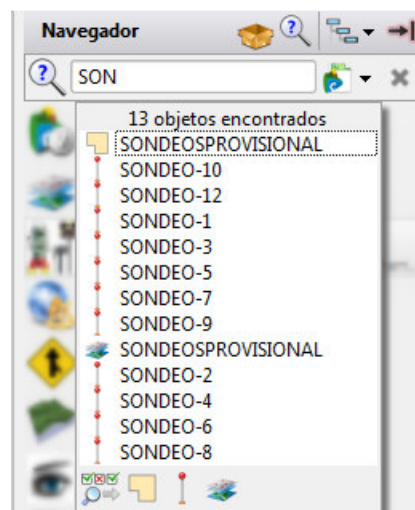 Navegador
SON
13 objetos encontrados
SONDEOSPROVISIONAL
SONDEO-10
SONDEO-12
SONDEO-1
SONDEO-3
SONDEO-5
SONDEO-7
SONDEO-9
SONDEOSPROVISIONAL
SONDEO-2
SONDEO-4
SONDEO-6
SONDEO-8